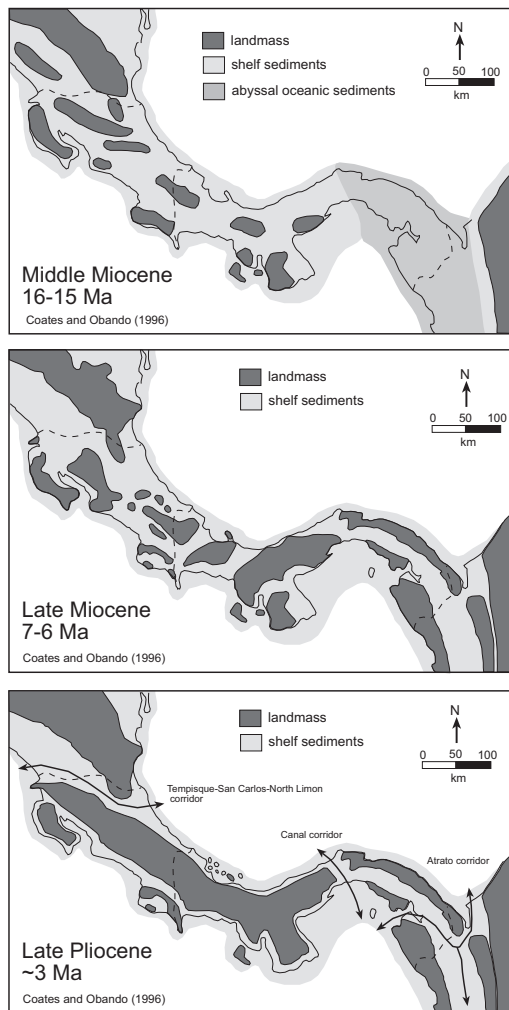 landmass
shelf sediments
abyssal oceanic sediments
N
0 50 100
km
Middle Miocene
16-15 Ma
Coates and Obando (1996)
landmass
shelf sediments
N
0 50 100
km
Late Miocene
7-6 Ma
Coates and Obando (1996)
landmass
shelf sediments
N
0 50 100
km
Tempisque-San Carlos-North Limon
corridor
Canal corridor
Atrato corridor
Late Pliocene
~3 Ma
Coates and Obando (1996)